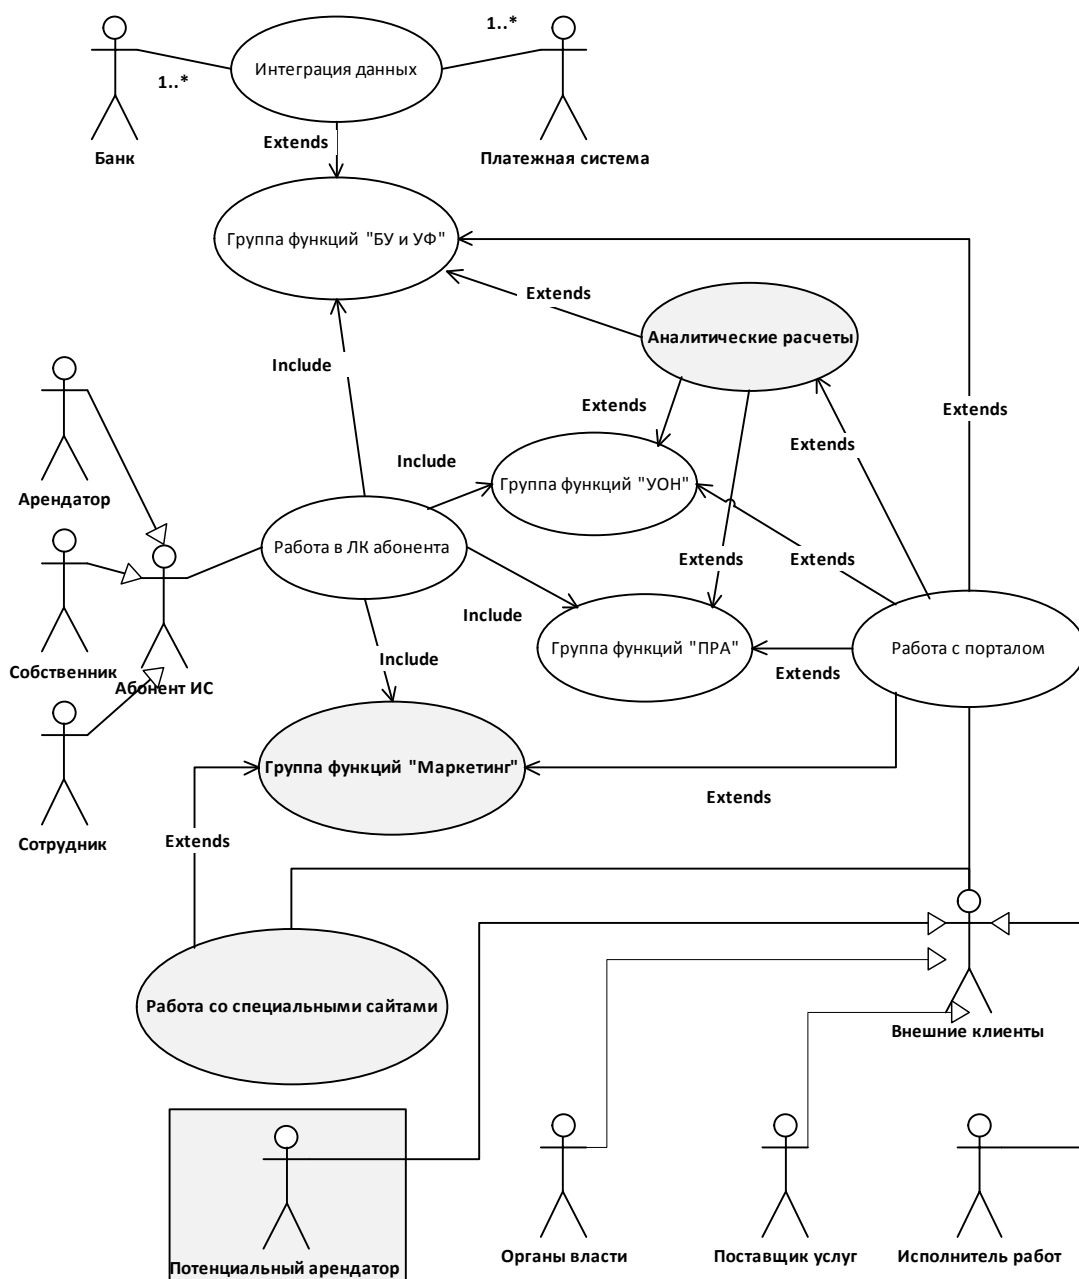 1..*
Интеграция данных
1..*
Extends
Банк
Платежная система
Группа функций "БУ и УФ"
Extends
Аналитические расчеты
Include
Extends
Extends
Extends
Include
Группа функций "УОН"
Арендатор
Работа в ЛК абонента
Extends
Extends
Include
Группа функций "ПРА"
Работа с порталом
Include
Extends
Собственник
Абонент ИС
Группа функций "Маркетинг"
Extends
Extends
Сотрудник
Работа со специальными сайтами
Внешние клиенты
Органы власти
Поставщик услуг
Исполнитель работ
Потенциальный арендатор